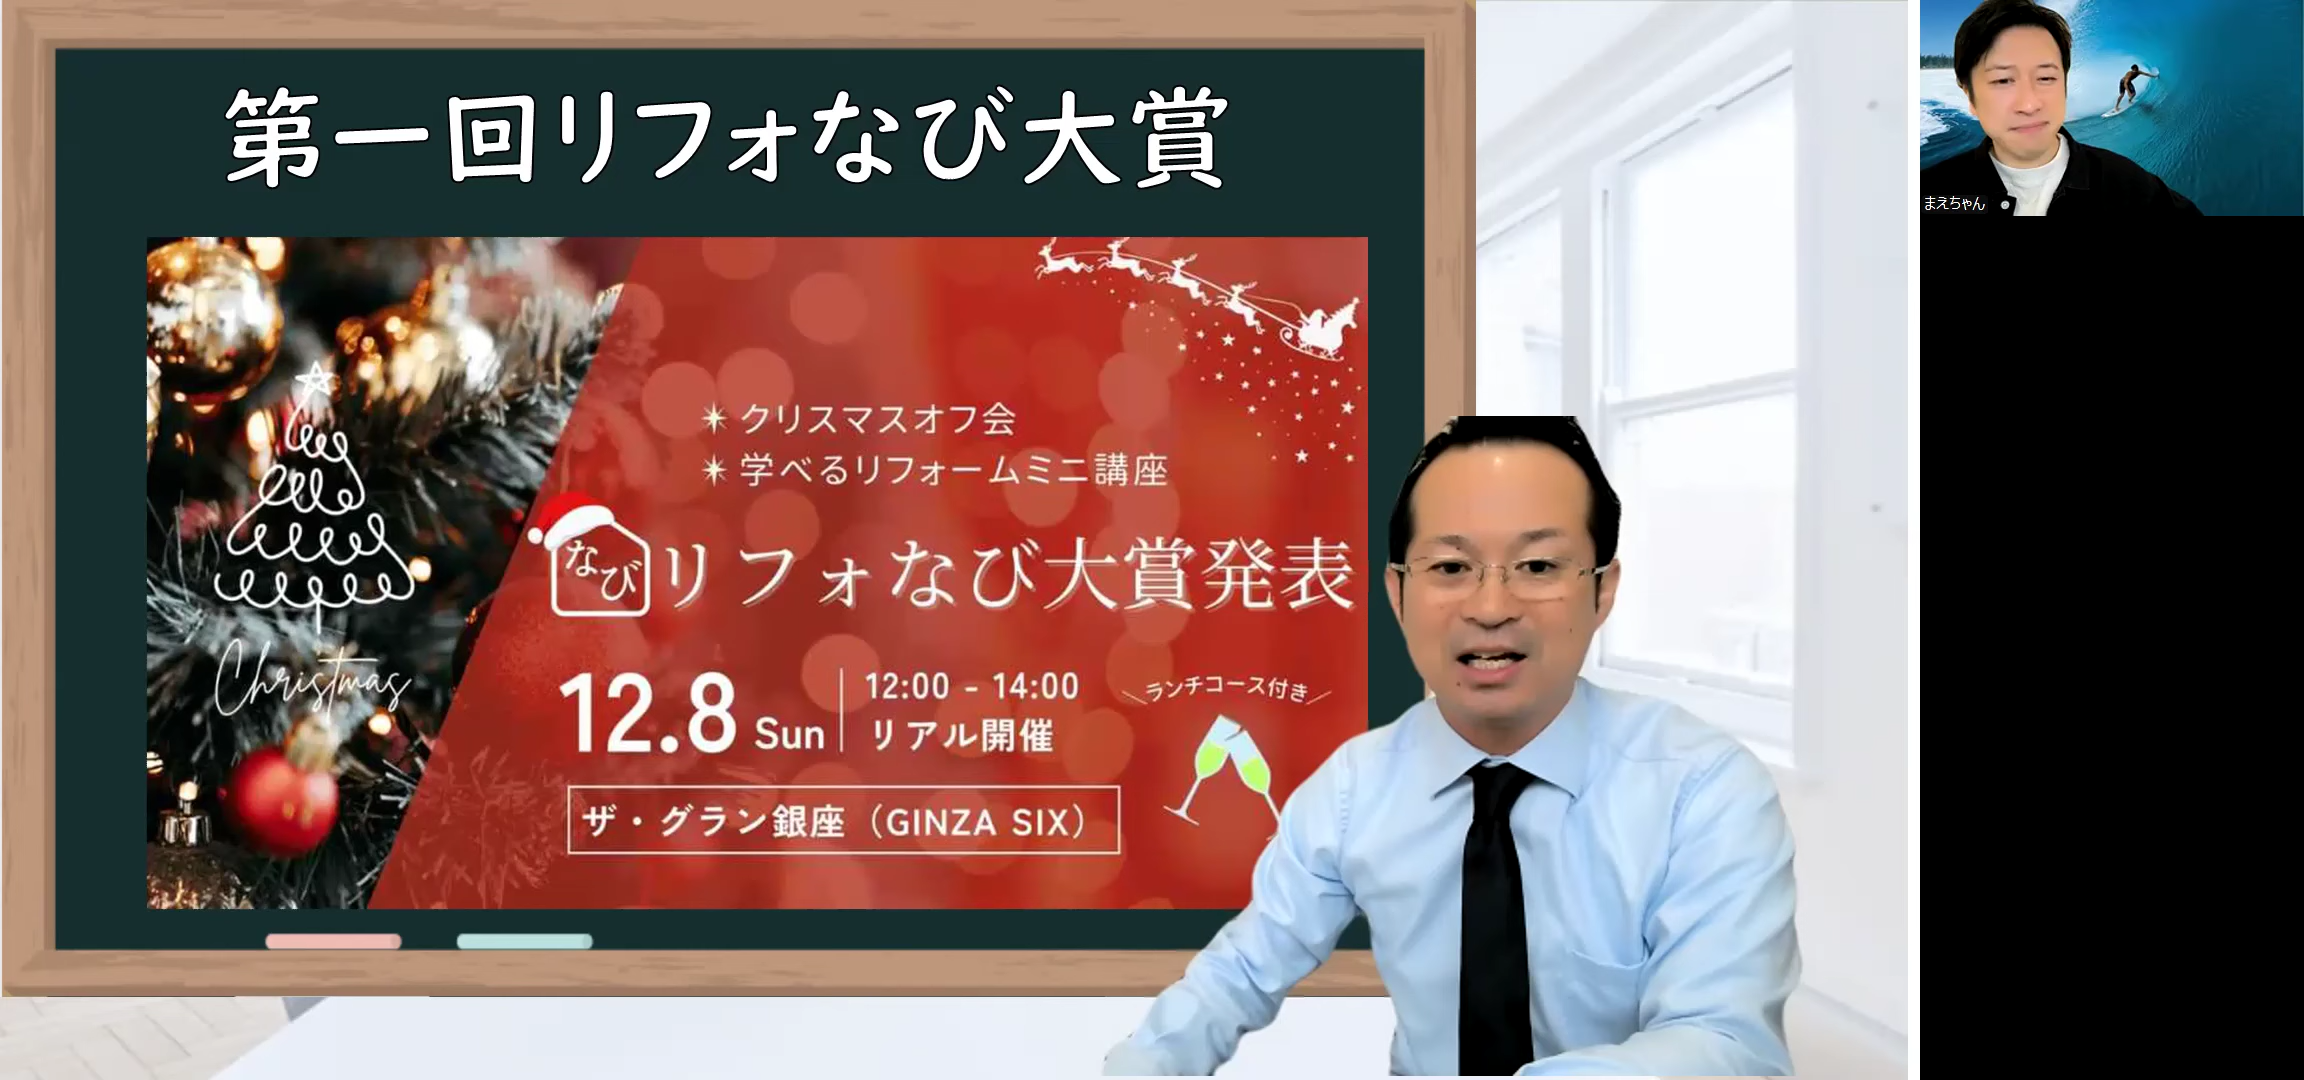 第一回リフォなび大賞
✴ クリスマスオフ会
✴ 学べるリフォームミニ講座
なび
リフォなび大賞発表
Christmas
12.8 Sun
12:00 - 14:00
リアル開催
＼ランチコース付き／
ザ・グラン銀座（GINZA SIX）
まえちゃん